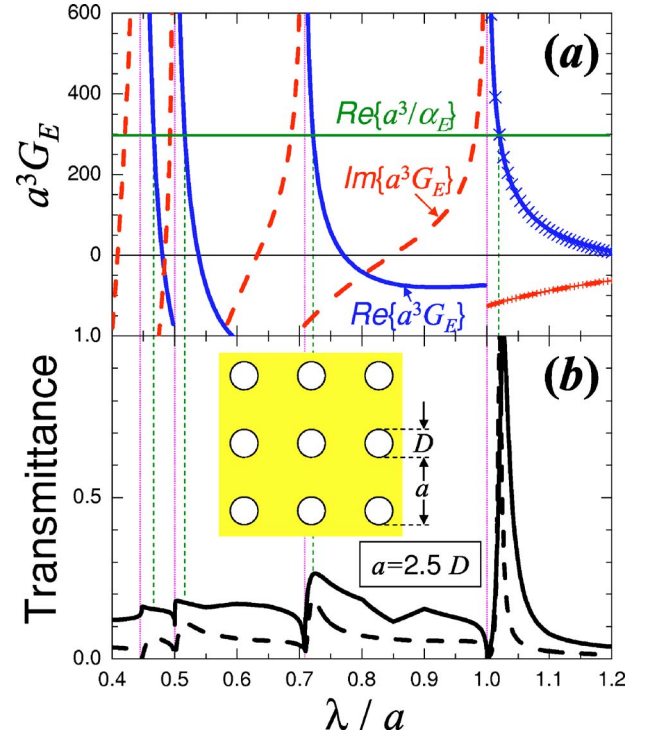 600
400
200
0
a³G_E
(a)
Re{a³/α_E}
Im{a³G_E}
Re{a³G_E}
1.0
0.5
0.0
Transmittance
(b)
D
a
a=2.5 D
0.4 0.5 0.6 0.7 0.8 0.9 1.0 1.1 1.2
λ / a